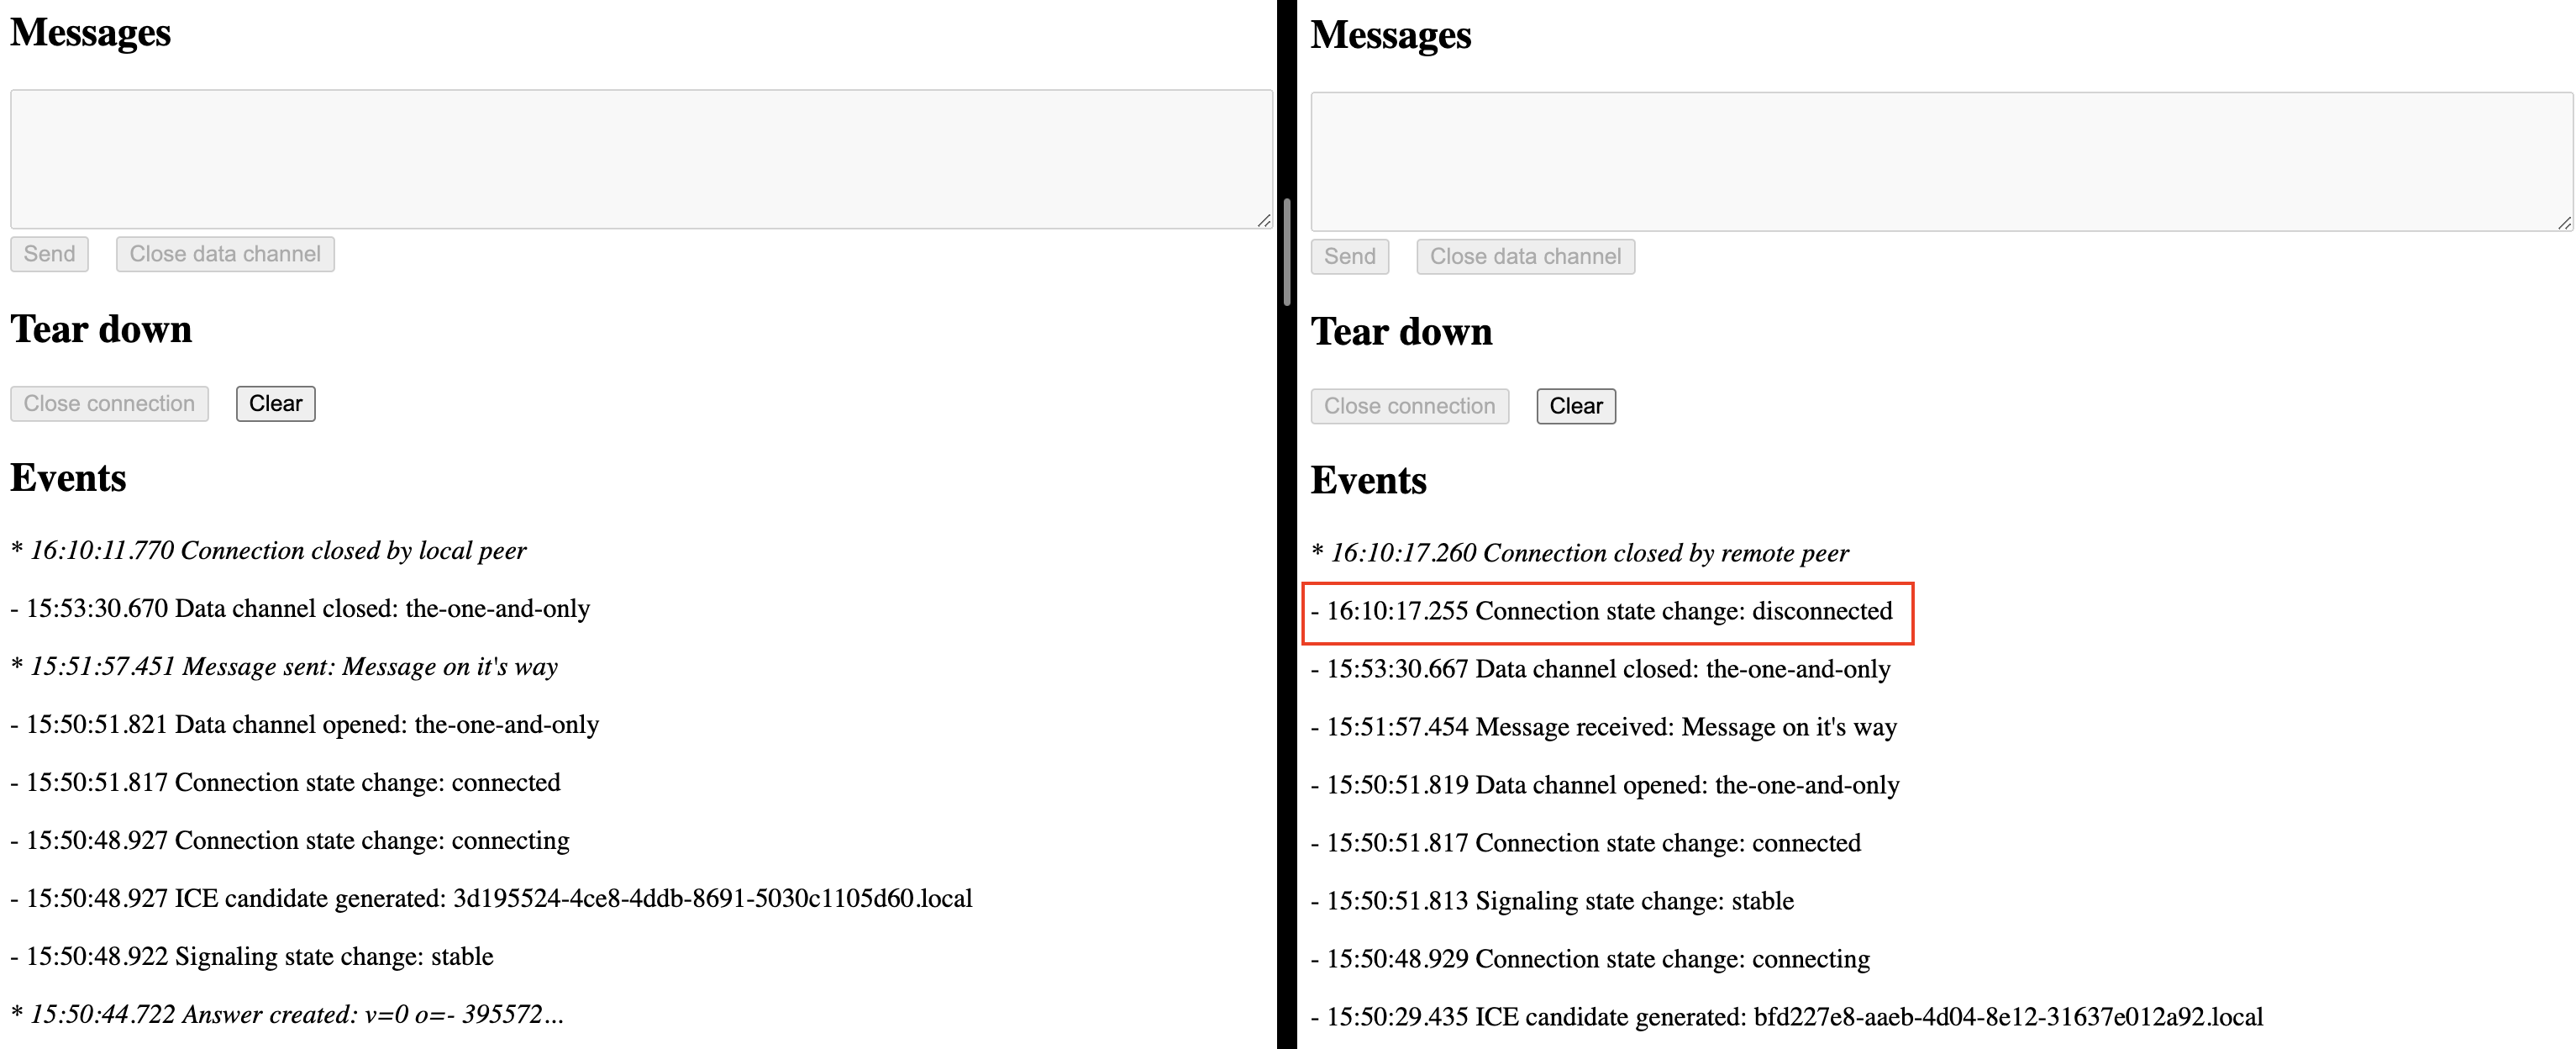 Messages
Send
Close data channel
Tear down
Close connection
Clear
Events
* 16:10:11.770 Connection closed by local peer
- 15:53:30.670 Data channel closed: the-one-and-only
* 15:51:57.451 Message sent: Message on it's way
- 15:50:51.821 Data channel opened: the-one-and-only
- 15:50:51.817 Connection state change: connected
- 15:50:48.927 Connection state change: connecting
- 15:50:48.927 ICE candidate generated: 3d195524-4ce8-4ddb-8691-5030c1105d60.local
- 15:50:48.922 Signaling state change: stable
* 15:50:44.722 Answer created: v=0 o=- 395572...
Messages
Send
Close data channel
Tear down
Close connection
Clear
Events
* 16:10:17.260 Connection closed by remote peer
- 16:10:17.255 Connection state change: disconnected
- 15:53:30.667 Data channel closed: the-one-and-only
- 15:51:57.454 Message received: Message on it's way
- 15:50:51.819 Data channel opened: the-one-and-only
- 15:50:51.817 Connection state change: connected
- 15:50:51.813 Signaling state change: stable
- 15:50:48.929 Connection state change: connecting
- 15:50:29.435 ICE candidate generated: bfd227e8-aaeb-4d04-8e12-31637e012a92.local